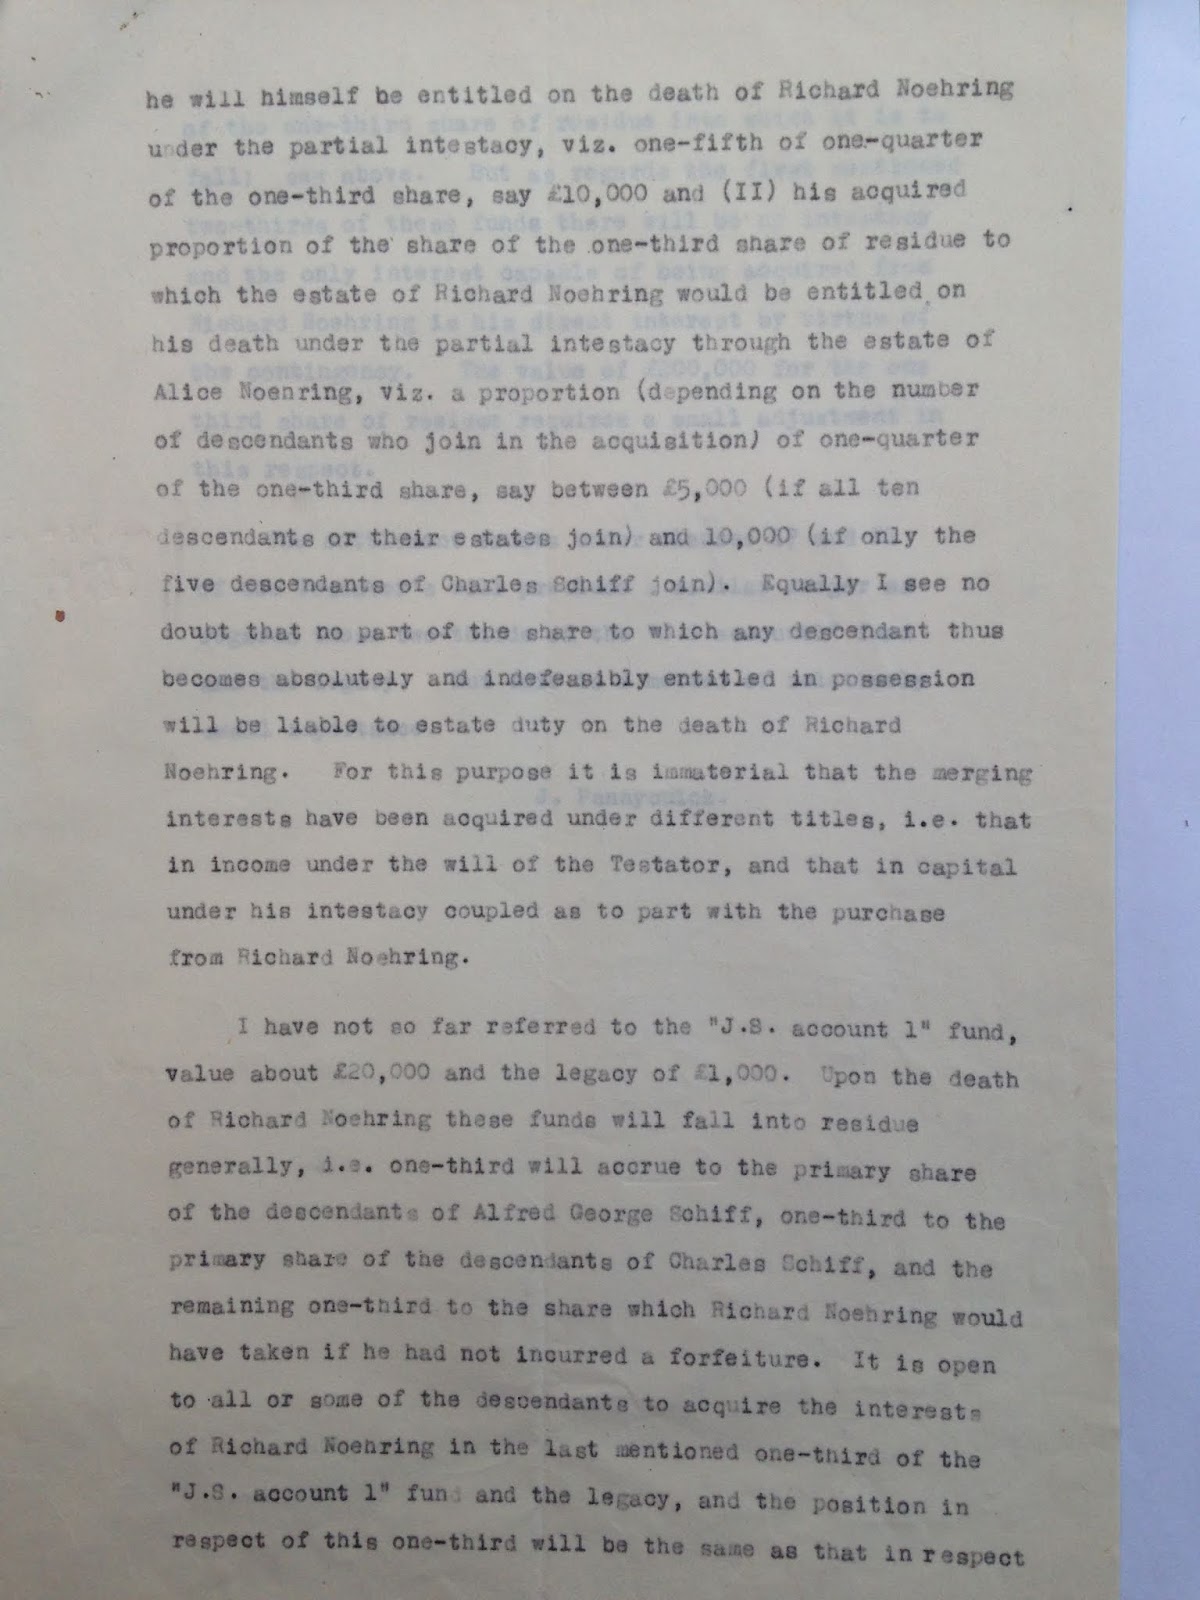 he will himself be entitled on the death of Richard Noehring
under the partial intestacy, viz. one-fifth of one-quarter
of the one-third share, say £10,000 and (II) his acquired
proportion of the share of the one-third share of residue to
which the estate of Richard Noehring would be entitled on
his death under the partial intestacy through the estate of
Alice Noehring, viz. a proportion (depending on the number
of descendants who join in the acquisition) of one-quarter
of the one-third share, say between £5,000 (if all ten
descendants or their estates join) and 10,000 (if only the
five descendants of Charles Schiff join). Equally I see no
doubt that no part of the share to which any descendant thus
becomes absolutely and indefeasibly entitled in possession
will be liable to estate duty on the death of Richard
Noehring. For this purpose it is immaterial that the merging
interests have been acquired under different titles, i.e. that
in income under the will of the Testator, and that in capital
under his intestacy coupled as to part with the purchase
from Richard Noehring.
I have not so far referred to the "J.S. account 1" fund,
value about £20,000 and the legacy of £1,000. Upon the death
of Richard Noehring these funds will fall into residue
generally, i.e. one-third will accrue to the primary share
of the descendants of Alfred George Schiff, one-third to the
primary share of the descendants of Charles Schiff, and the
remaining one-third to the share which Richard Noehring would
have taken if he had not incurred a forfeiture. It is open
to all or some of the descendants to acquire the interests
of Richard Noehring in the last mentioned one-third of the
"J.S. account 1" fund and the legacy, and the position in
respect of this one-third will be the same as that in respect